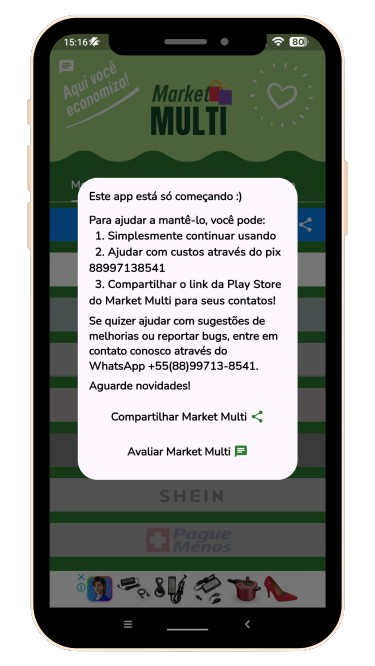 15:16
80
Aqui você
economiza!
Market
MULTI
M
Este app está só começando :)
Para ajudar a mantê-lo, você pode:
1. Simplesmente continuar usando
2. Ajudar com custos através do pix
88997138541
3. Compartilhar o link da Play Store
do Market Multi para seus contatos!
Se quizer ajudar com sugestões de
melhorias ou reportar bugs, entre em
contato conosco através do
WhatsApp +55(88)99713-8541.
Aguarde novidades!
Compartilhar Market Multi
Avaliar Market Multi
SHEIN
Pague
Menos